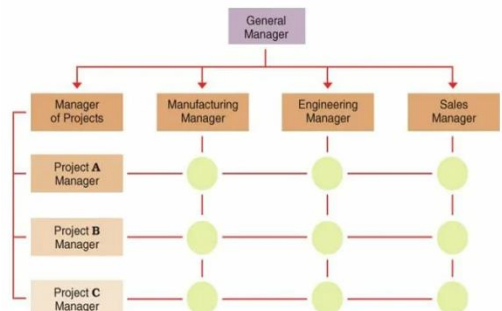 General
Manager
Manager
of Projects
Manufacturing
Manager
Engineering
Manager
Sales
Manager
Project A
Manager
Project B
Manager
Project C
Manager